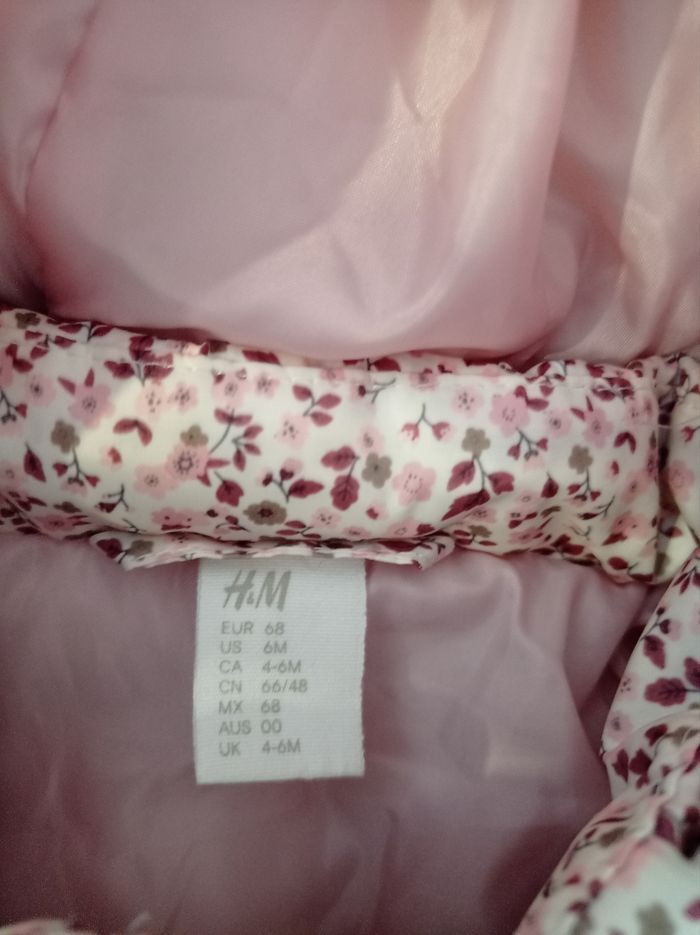 H&M
EUR 68
US 6M
CA 4-6M
CN 66/48
MX 68
AUS 00
UK 4-6M